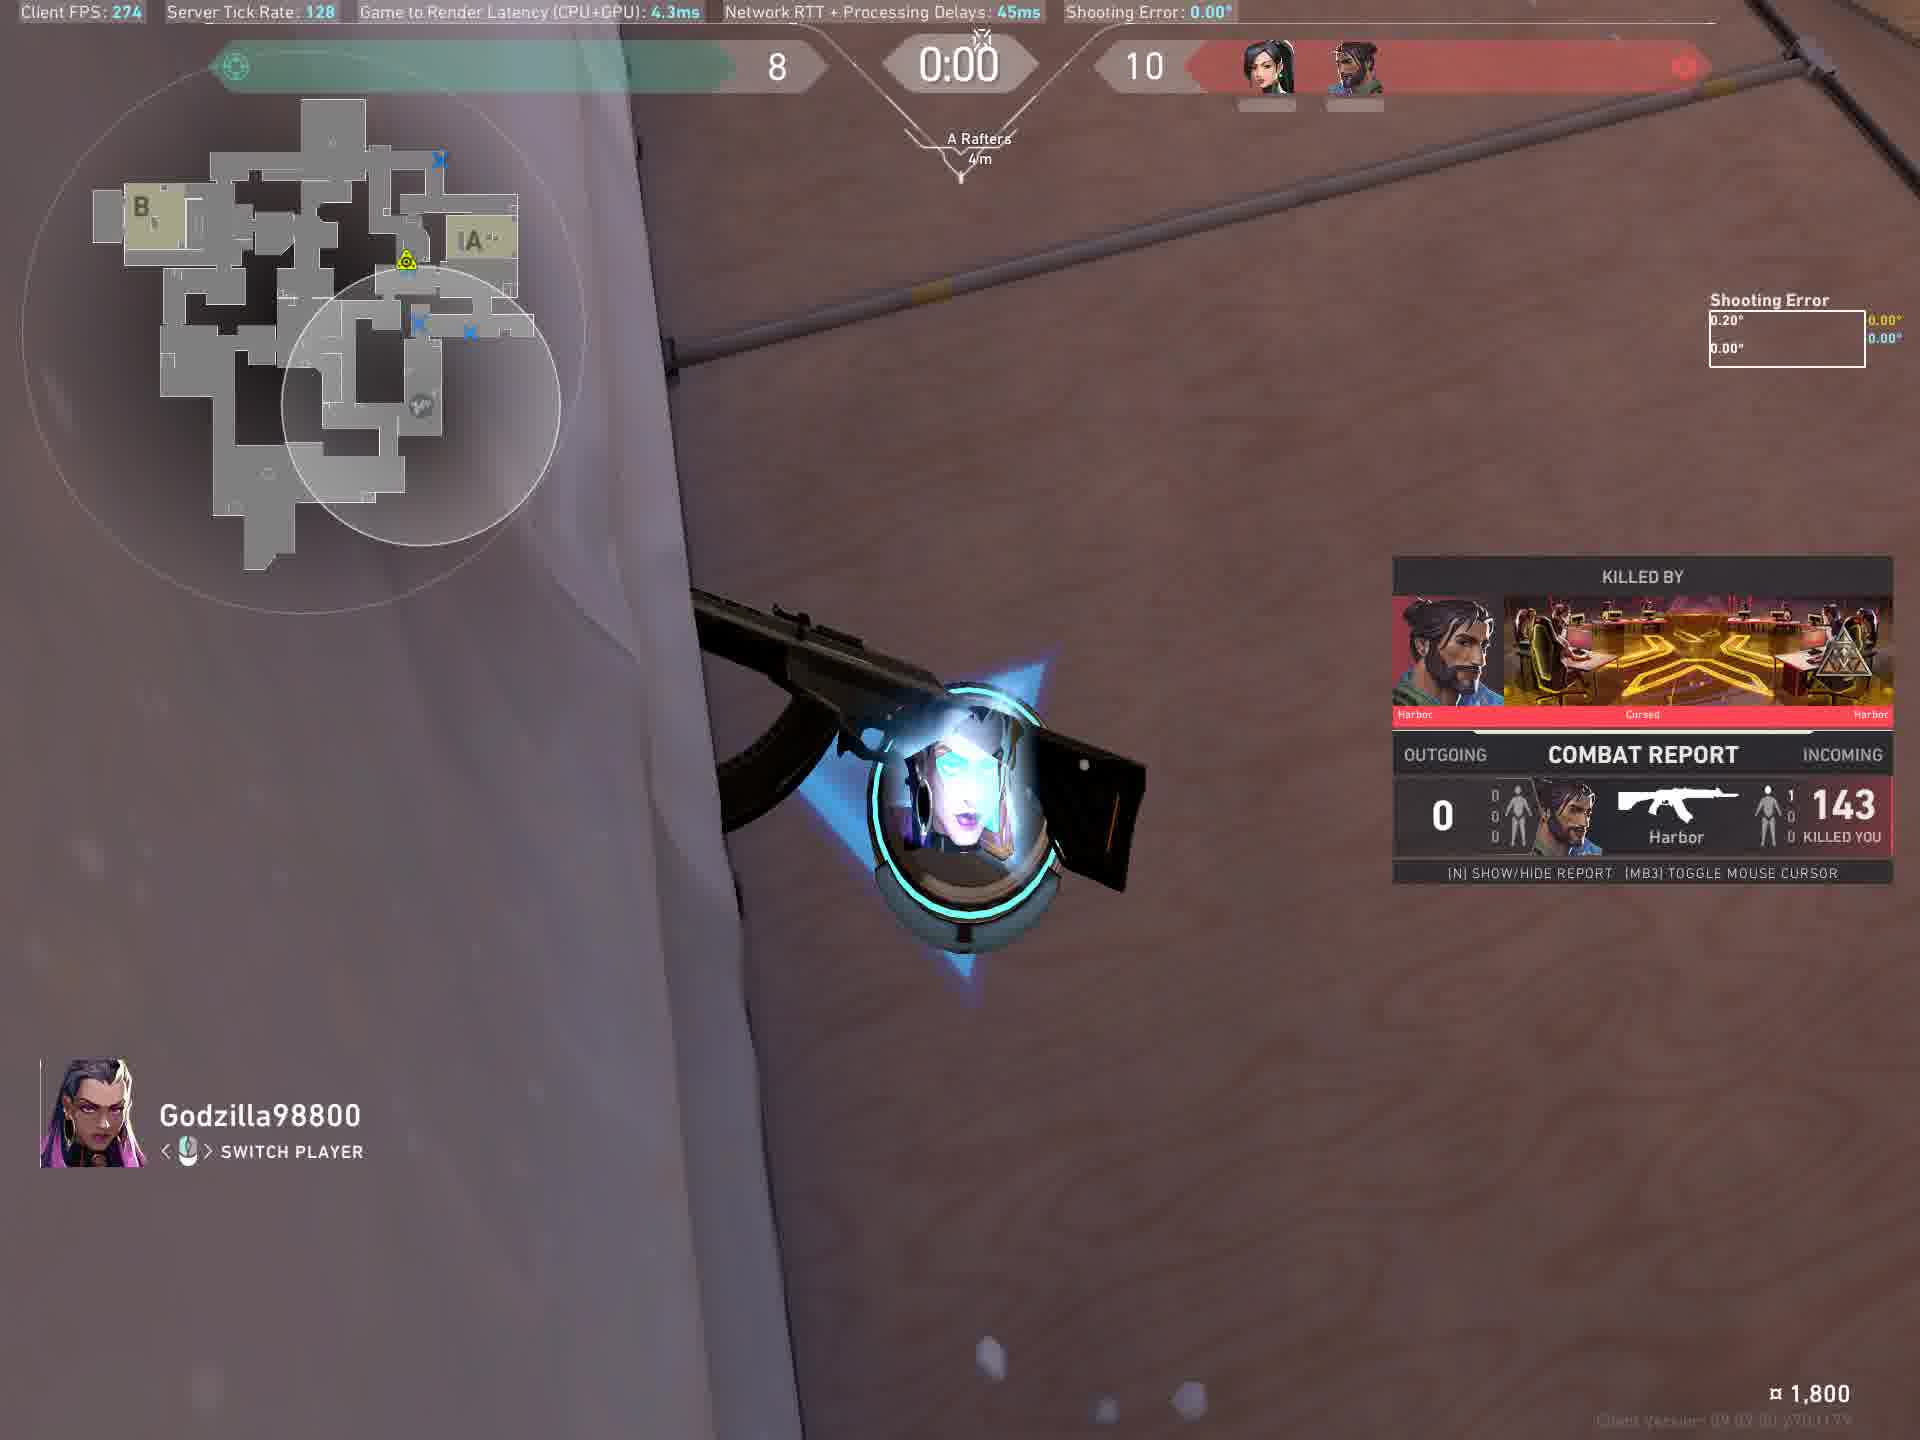 Client FPS: 274 Server Tick Rate: 128 Game to Render Latency (CPU+GPU): 4.3ms Network RTT + Processing Delays: 45ms Shooting Error: 0.00°
8 0:00 10
A Rafters
4m
B
A
Shooting Error
0.20° 0.00°
0.00°
0.00°
KILLED BY
Harbor Cursed Harbor
OUTGOING COMBAT REPORT INCOMING
0 0 0 0 Harbor 1 0 0 143 KILLED YOU
[N] SHOW/HIDE REPORT [MB3] TOGGLE MOUSE CURSOR
Godzilla98800
< > SWITCH PLAYER
¤ 1,800
Client Version: